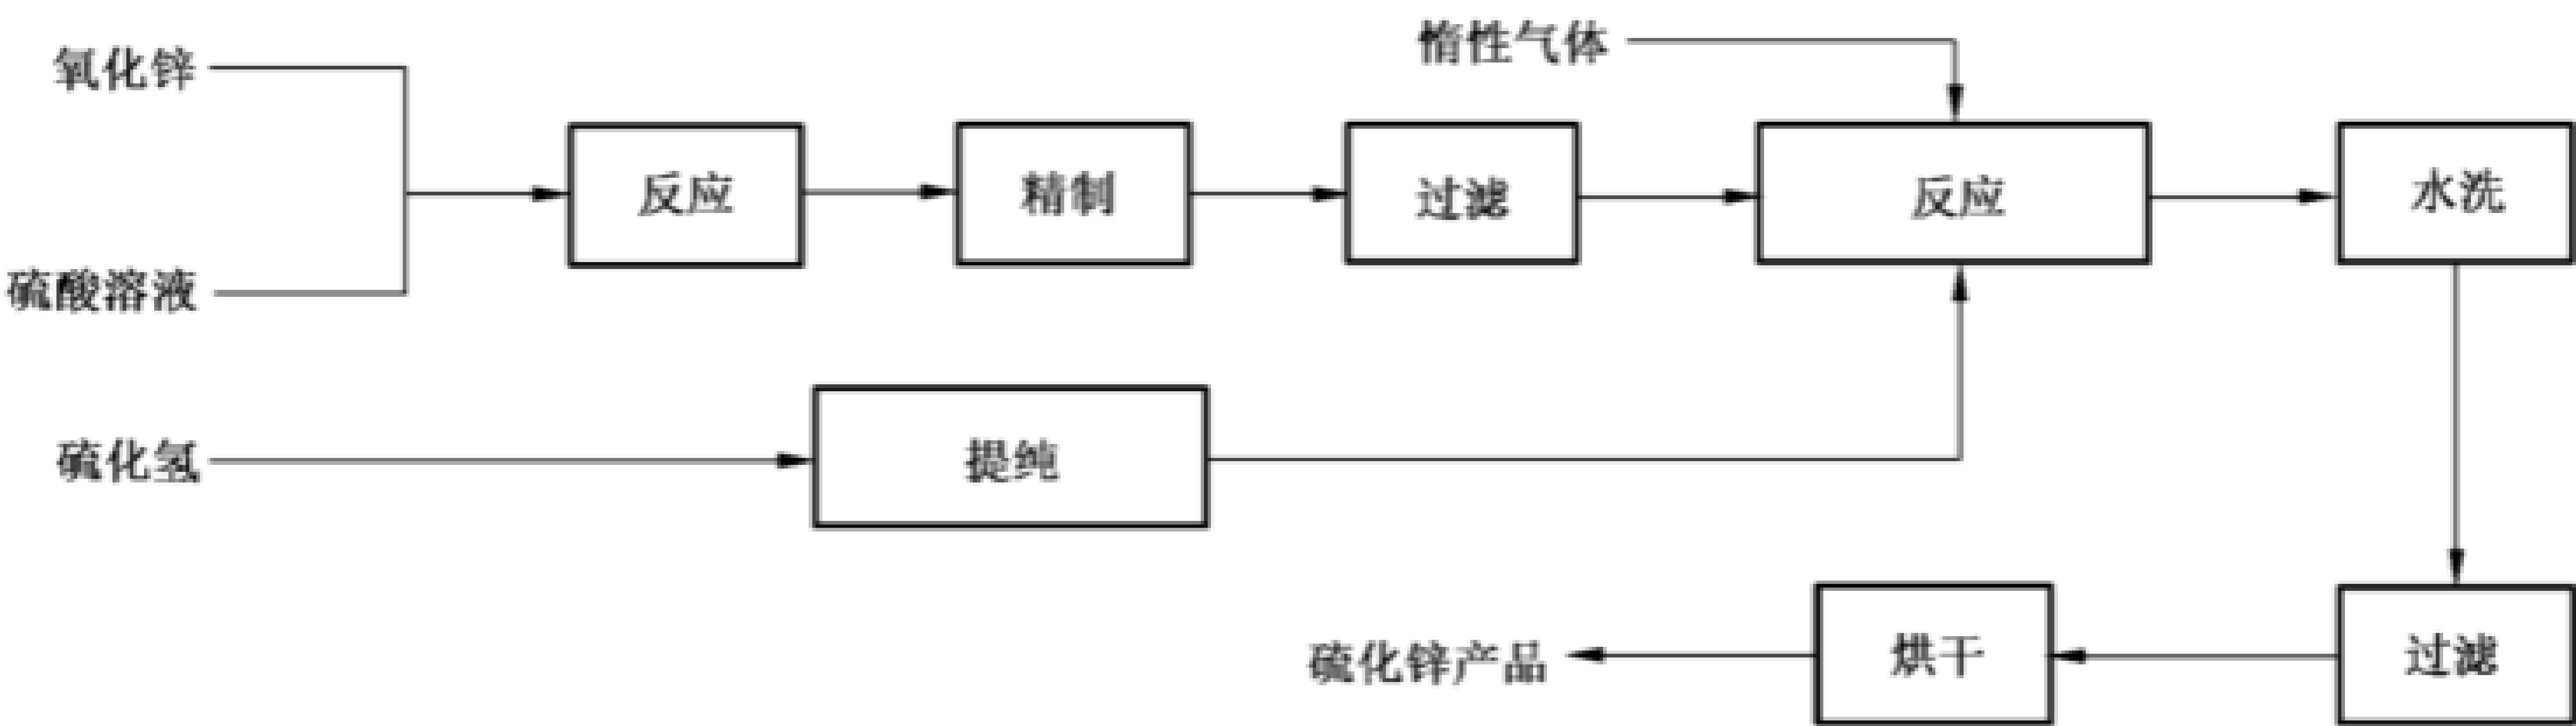 惰性气体
氧化锌
反应
精制
过滤
反应
水洗
硫酸溶液
硫化氢
提纯
硫化锌产品
烘干
过滤